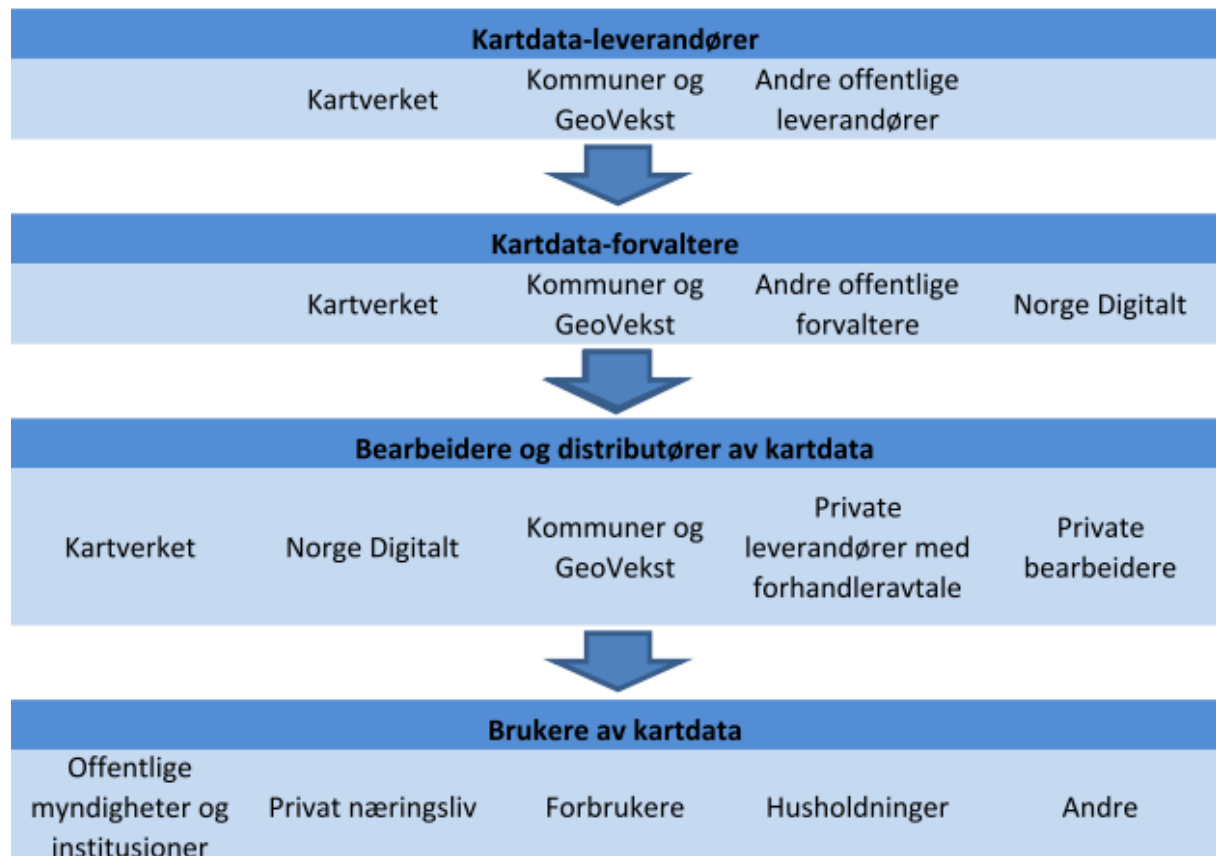 Kartdata-leverandører
Kartverket
Kommuner og
GeoVekst
Andre offentlige
leverandører
Kartdata-forvaltere
Kartverket
Kommuner og
GeoVekst
Andre offentlige
forvaltere
Norge Digitalt
Bearbeidere og distributører av kartdata
Kartverket
Norge Digitalt
Kommuner og
GeoVekst
Private
leverandører med
forhandleravtale
Private
bearbeidere
Brukere av kartdata
Offentlige
myndigheter og
institusjoner
Privat næringsliv
Forbrukere
Husholdninger
Andre